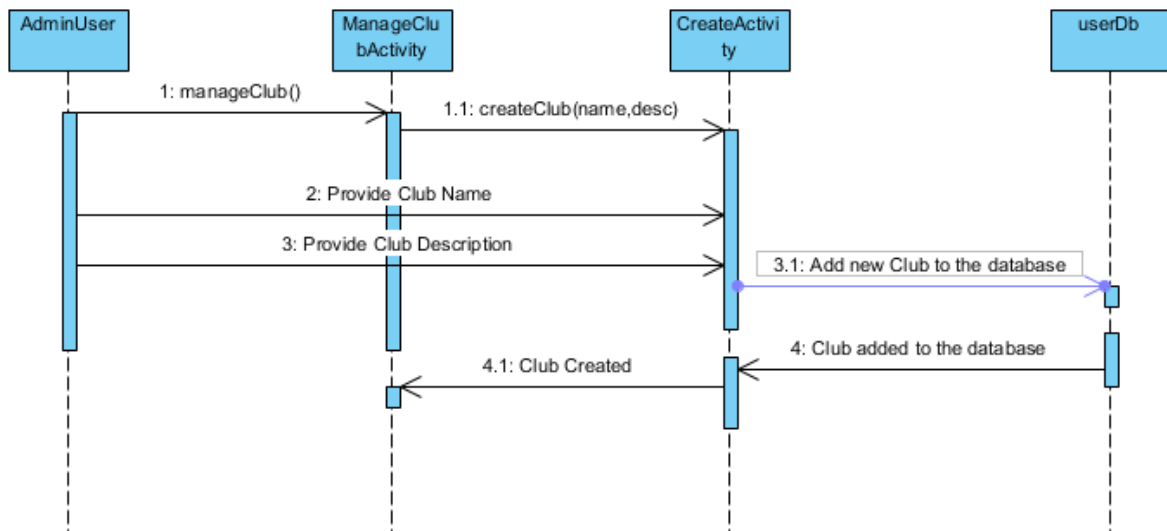 AdminUser
ManageClu
bActivity
CreateActivi
ty
userDb
1: manageClub()
1.1: createClub(name,desc)
2: Provide Club Name
3: Provide Club Description
3.1: Add new Club to the database
4: Club added to the database
4.1: Club Created